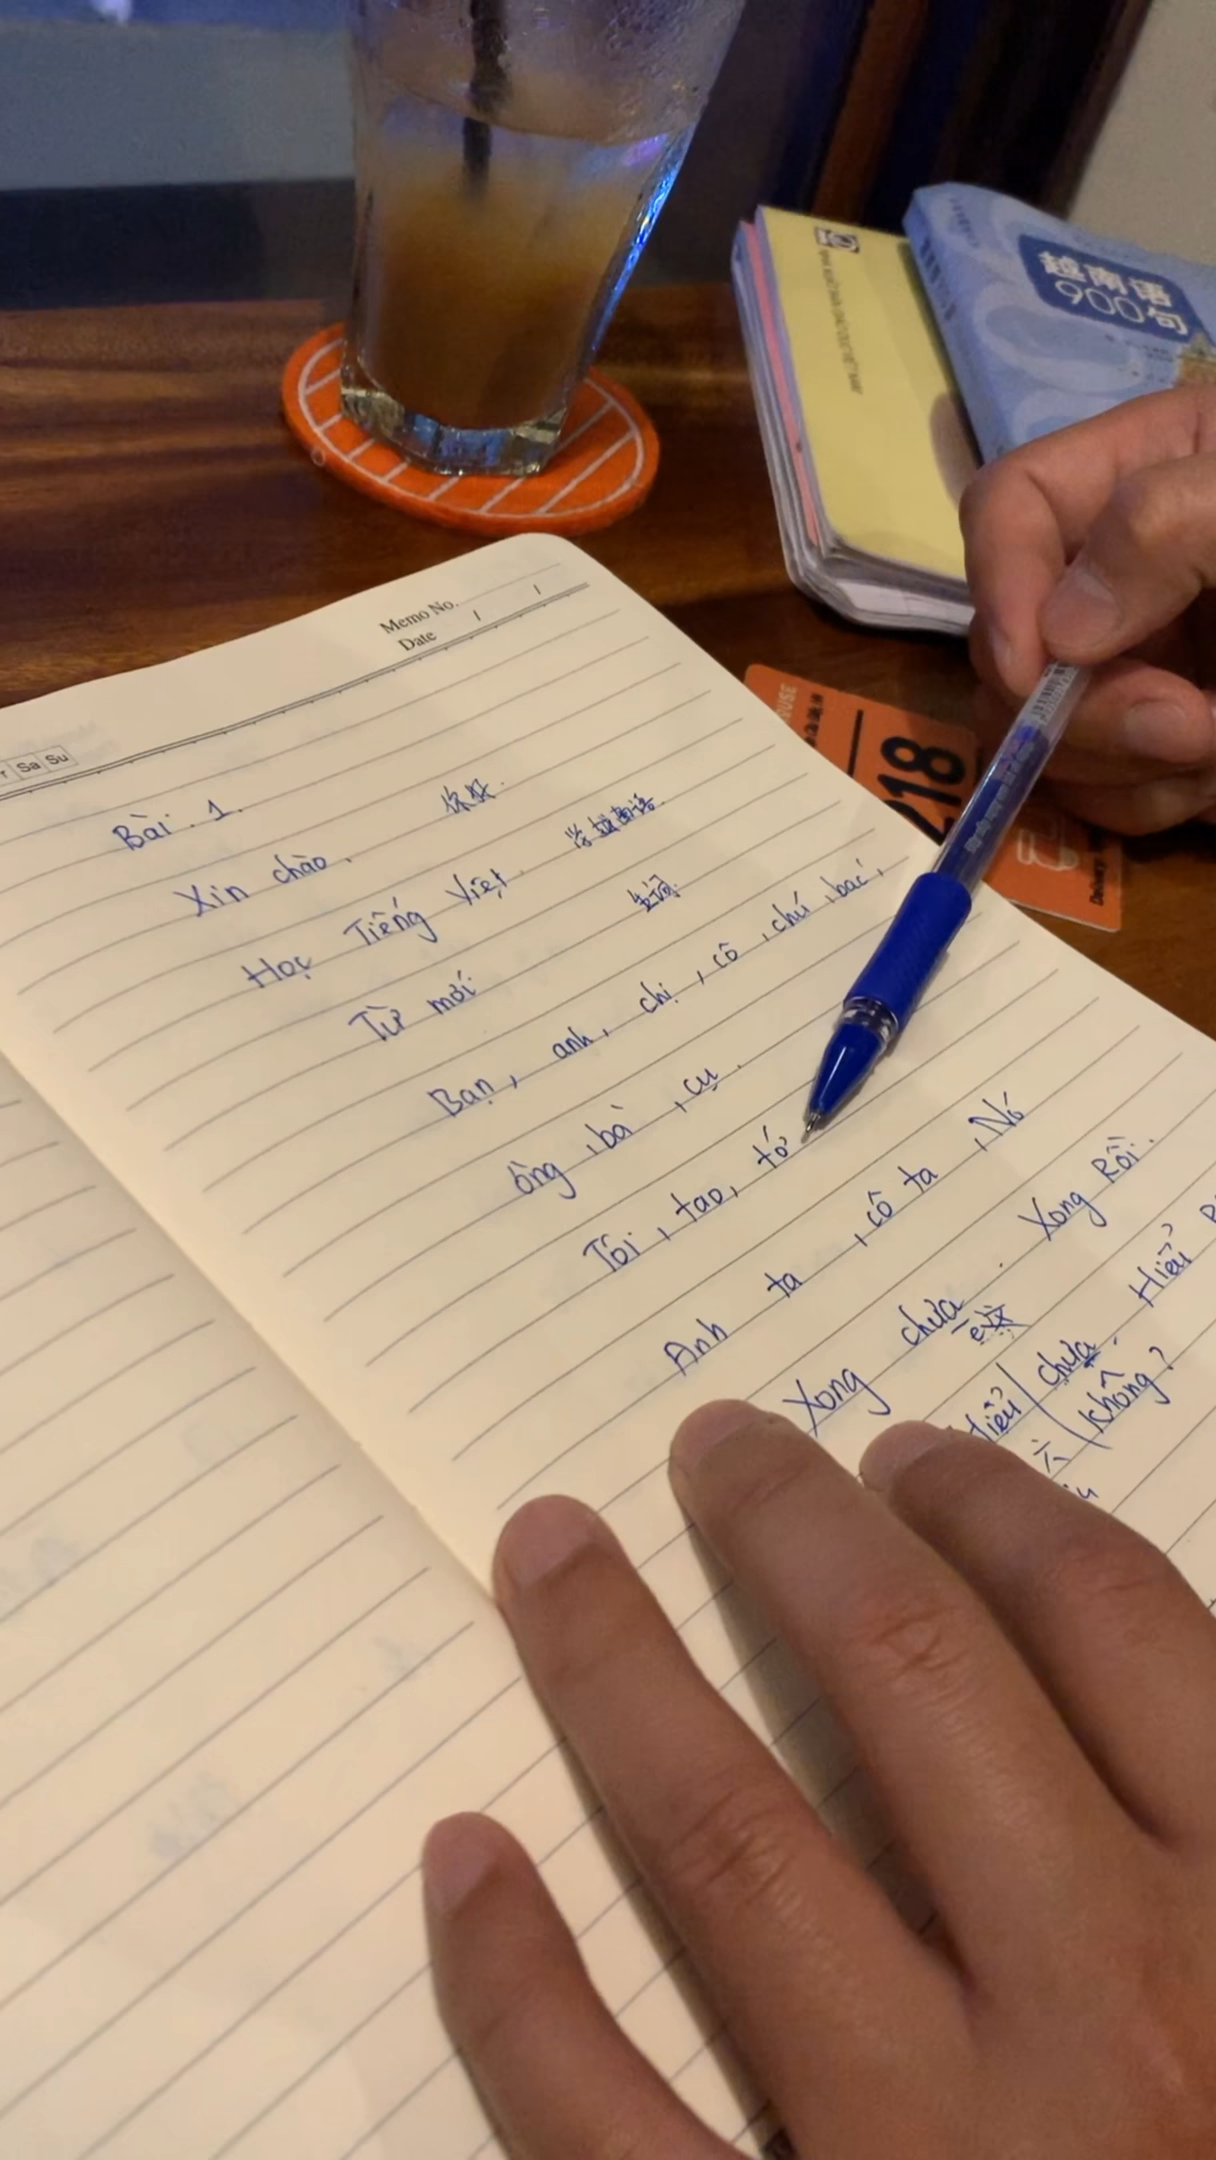 越南语
900句
Memo No.
Date / /
Sa Su
218
Bài 1.
Xin chào. 你好.
Học Tiếng Việt. 学越南语.
Từ mới 生词.
Bạn, anh, chị, cô, chú, bác,
ông, bà, cụ.
Tôi, tao, tớ
Anh ta, cô ta, Nó
Xong chưa. Xong Rồi.
Hiểu chưa. Hiểu
không?